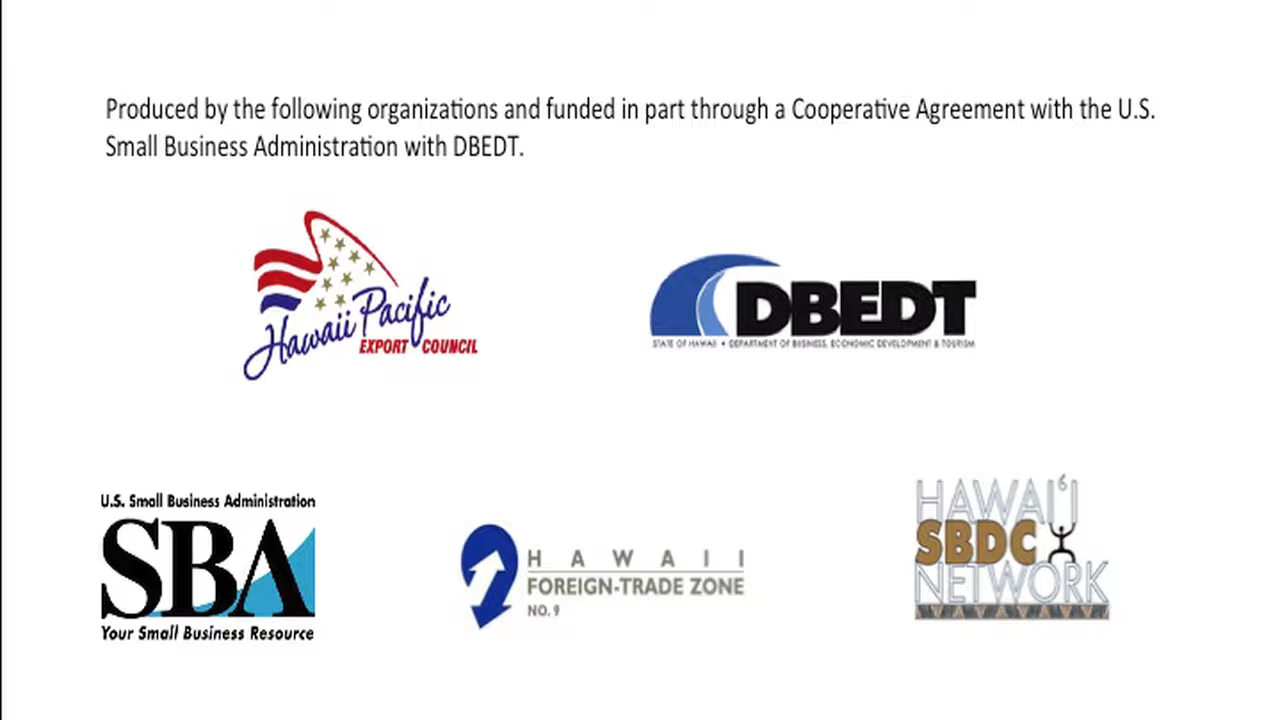 Produced by the following organizations and funded in part through a Cooperative Agreement with the U.S.
Small Business Administration with DBEDT.
Hawaii Pacific
EXPORT COUNCIL
DBEDT
STATE OF HAWAII • DEPARTMENT OF BUSINESS, ECONOMIC DEVELOPMENT & TOURISM
U.S. Small Business Administration
SBA
Your Small Business Resource
HAWAII
FOREIGN-TRADE ZONE
NO. 9
HAWAIʻI
SBDC
NETWORK